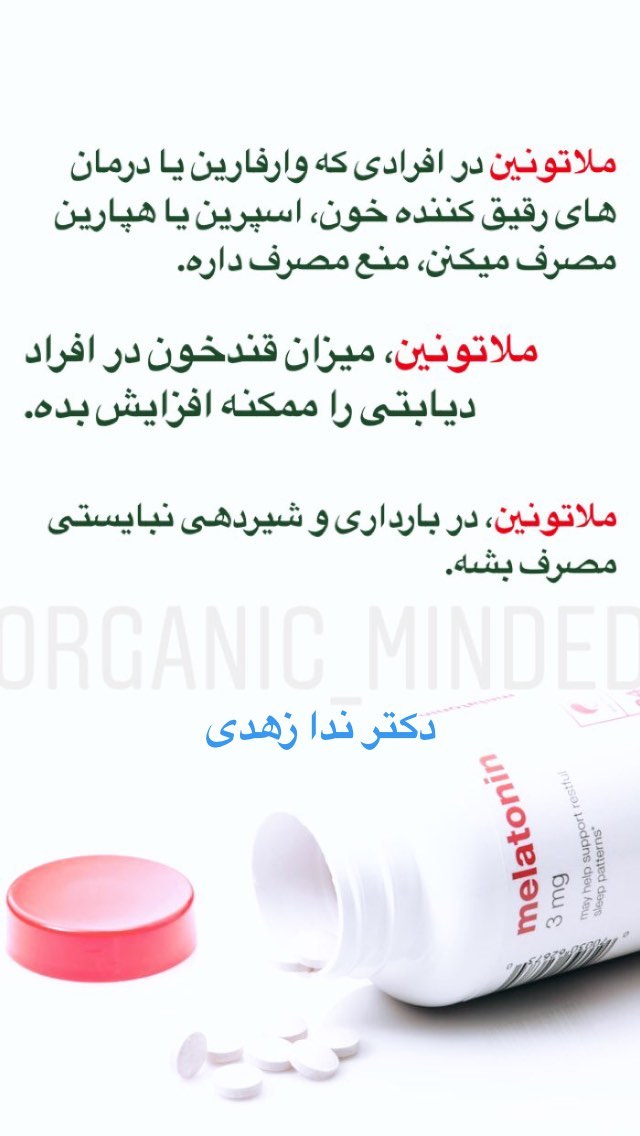 ملاتونین در افرادی که وارفارین یا درمان
های رقیق کننده خون، اسپرین یا هپارین
مصرف میکنن، منع مصرف داره.
ملاتونین، میزان قندخون در افراد
دیابتی را ممکنه افزایش بده.
ملاتونین، در بارداری و شیردهی نبایستی
مصرف بشه.
ORGANIC_MINDED
دکتر ندا زهدی
melatonin
3 mg
may help support restful
sleep patterns*